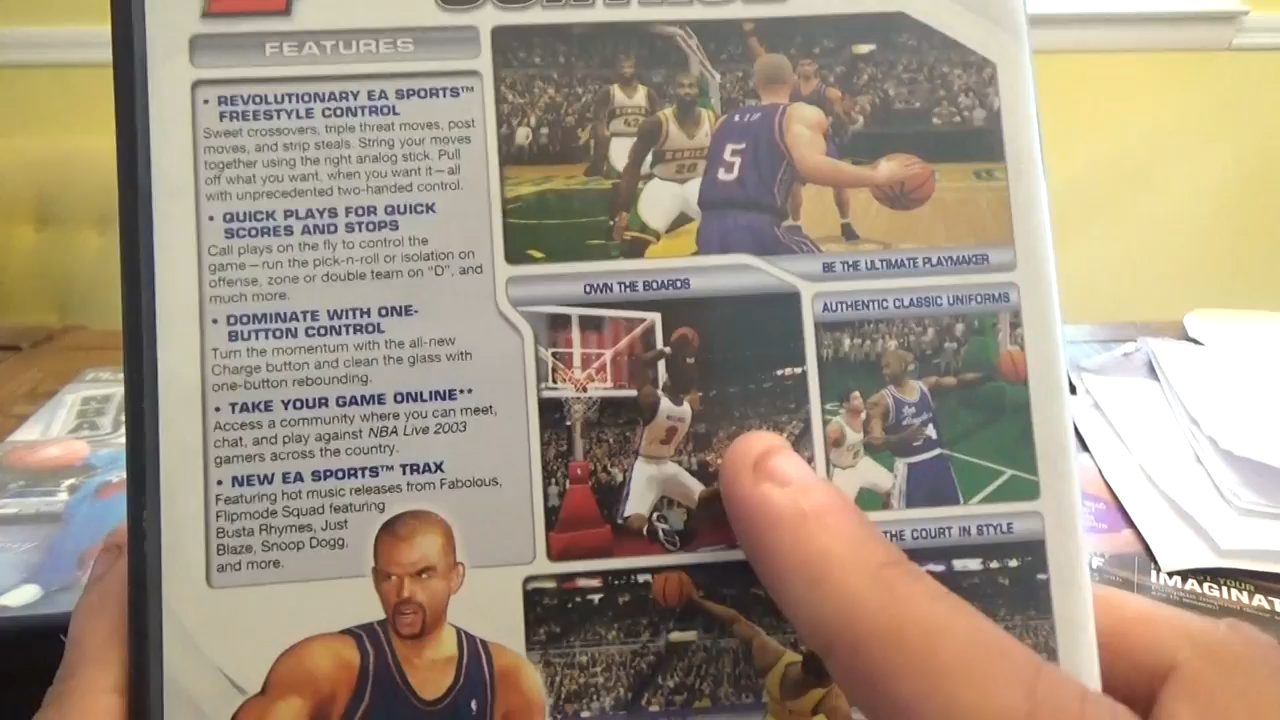 FEATURES
• REVOLUTIONARY EA SPORTS™
FREESTYLE CONTROL
Sweet crossovers, triple threat moves, post
moves, and strip steals. String your moves
together using the right analog stick. Pull
off what you want, when you want it—all
with unprecedented two-handed control.
• QUICK PLAYS FOR QUICK
SCORES AND STOPS
Call plays on the fly to control the
game—run the pick-n-roll or isolation on
offense, zone or double team on "D", and
much more.
• DOMINATE WITH ONE-
BUTTON CONTROL
Turn the momentum with the all-new
Charge button and clean the glass with
one-button rebounding.
• TAKE YOUR GAME ONLINE**
Access a community where you can meet,
chat, and play against NBA Live 2003
gamers across the country.
• NEW EA SPORTS™ TRAX
Featuring hot music releases from Fabolous,
Flipmode Squad featuring
Busta Rhymes, Just
Blaze, Snoop Dogg,
and more.
SONICS
20
5
BE THE ULTIMATE PLAYMAKER
OWN THE BOARDS
3
AUTHENTIC CLASSIC UNIFORMS
Los
THE COURT IN STYLE
YOUR
IMAGINAT